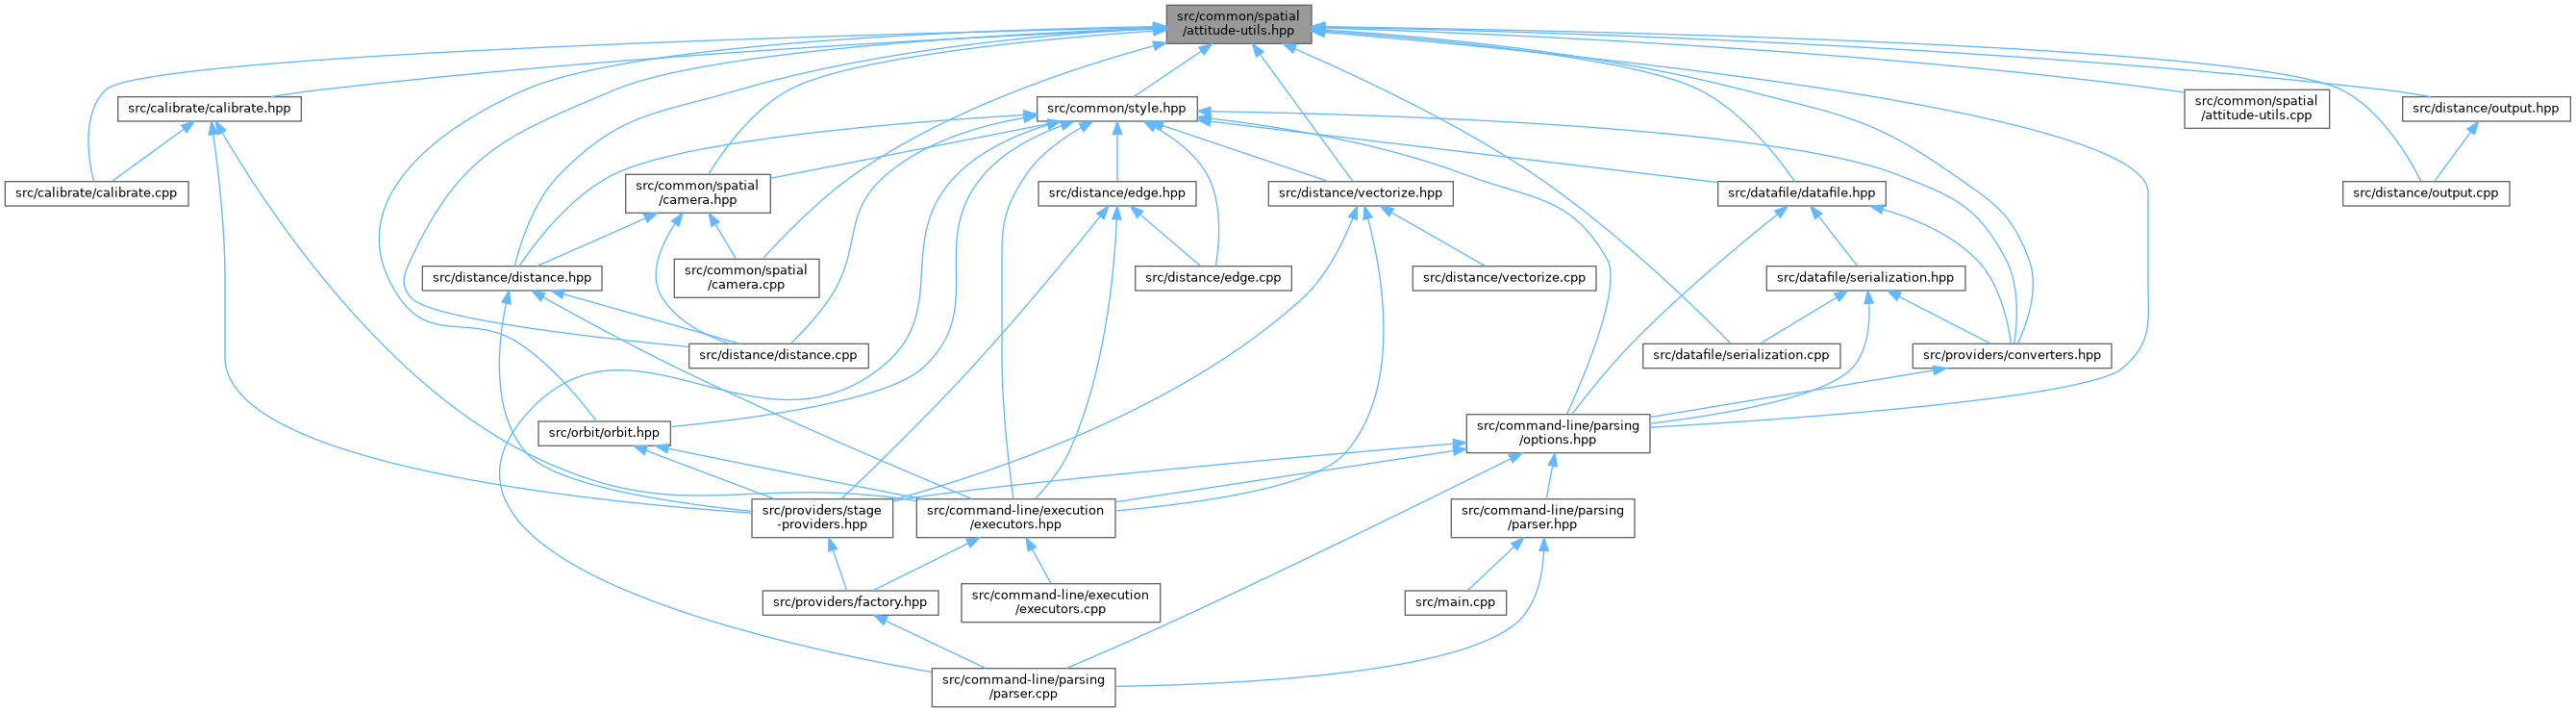 src/common/spatial
/attitude-utils.hpp
src/calibrate/calibrate.hpp
src/common/style.hpp
src/common/spatial
/attitude-utils.cpp
src/distance/output.hpp
src/calibrate/calibrate.cpp
src/common/spatial
/camera.hpp
src/distance/edge.hpp
src/distance/vectorize.hpp
src/datafile/datafile.hpp
src/distance/output.cpp
src/distance/distance.hpp
src/common/spatial
/camera.cpp
src/distance/edge.cpp
src/distance/vectorize.cpp
src/datafile/serialization.hpp
src/distance/distance.cpp
src/datafile/serialization.cpp
src/providers/converters.hpp
src/orbit/orbit.hpp
src/command-line/parsing
/options.hpp
src/providers/stage
-providers.hpp
src/command-line/execution
/executors.hpp
src/command-line/parsing
/parser.hpp
src/providers/factory.hpp
src/command-line/execution
/executors.cpp
src/main.cpp
src/command-line/parsing
/parser.cpp